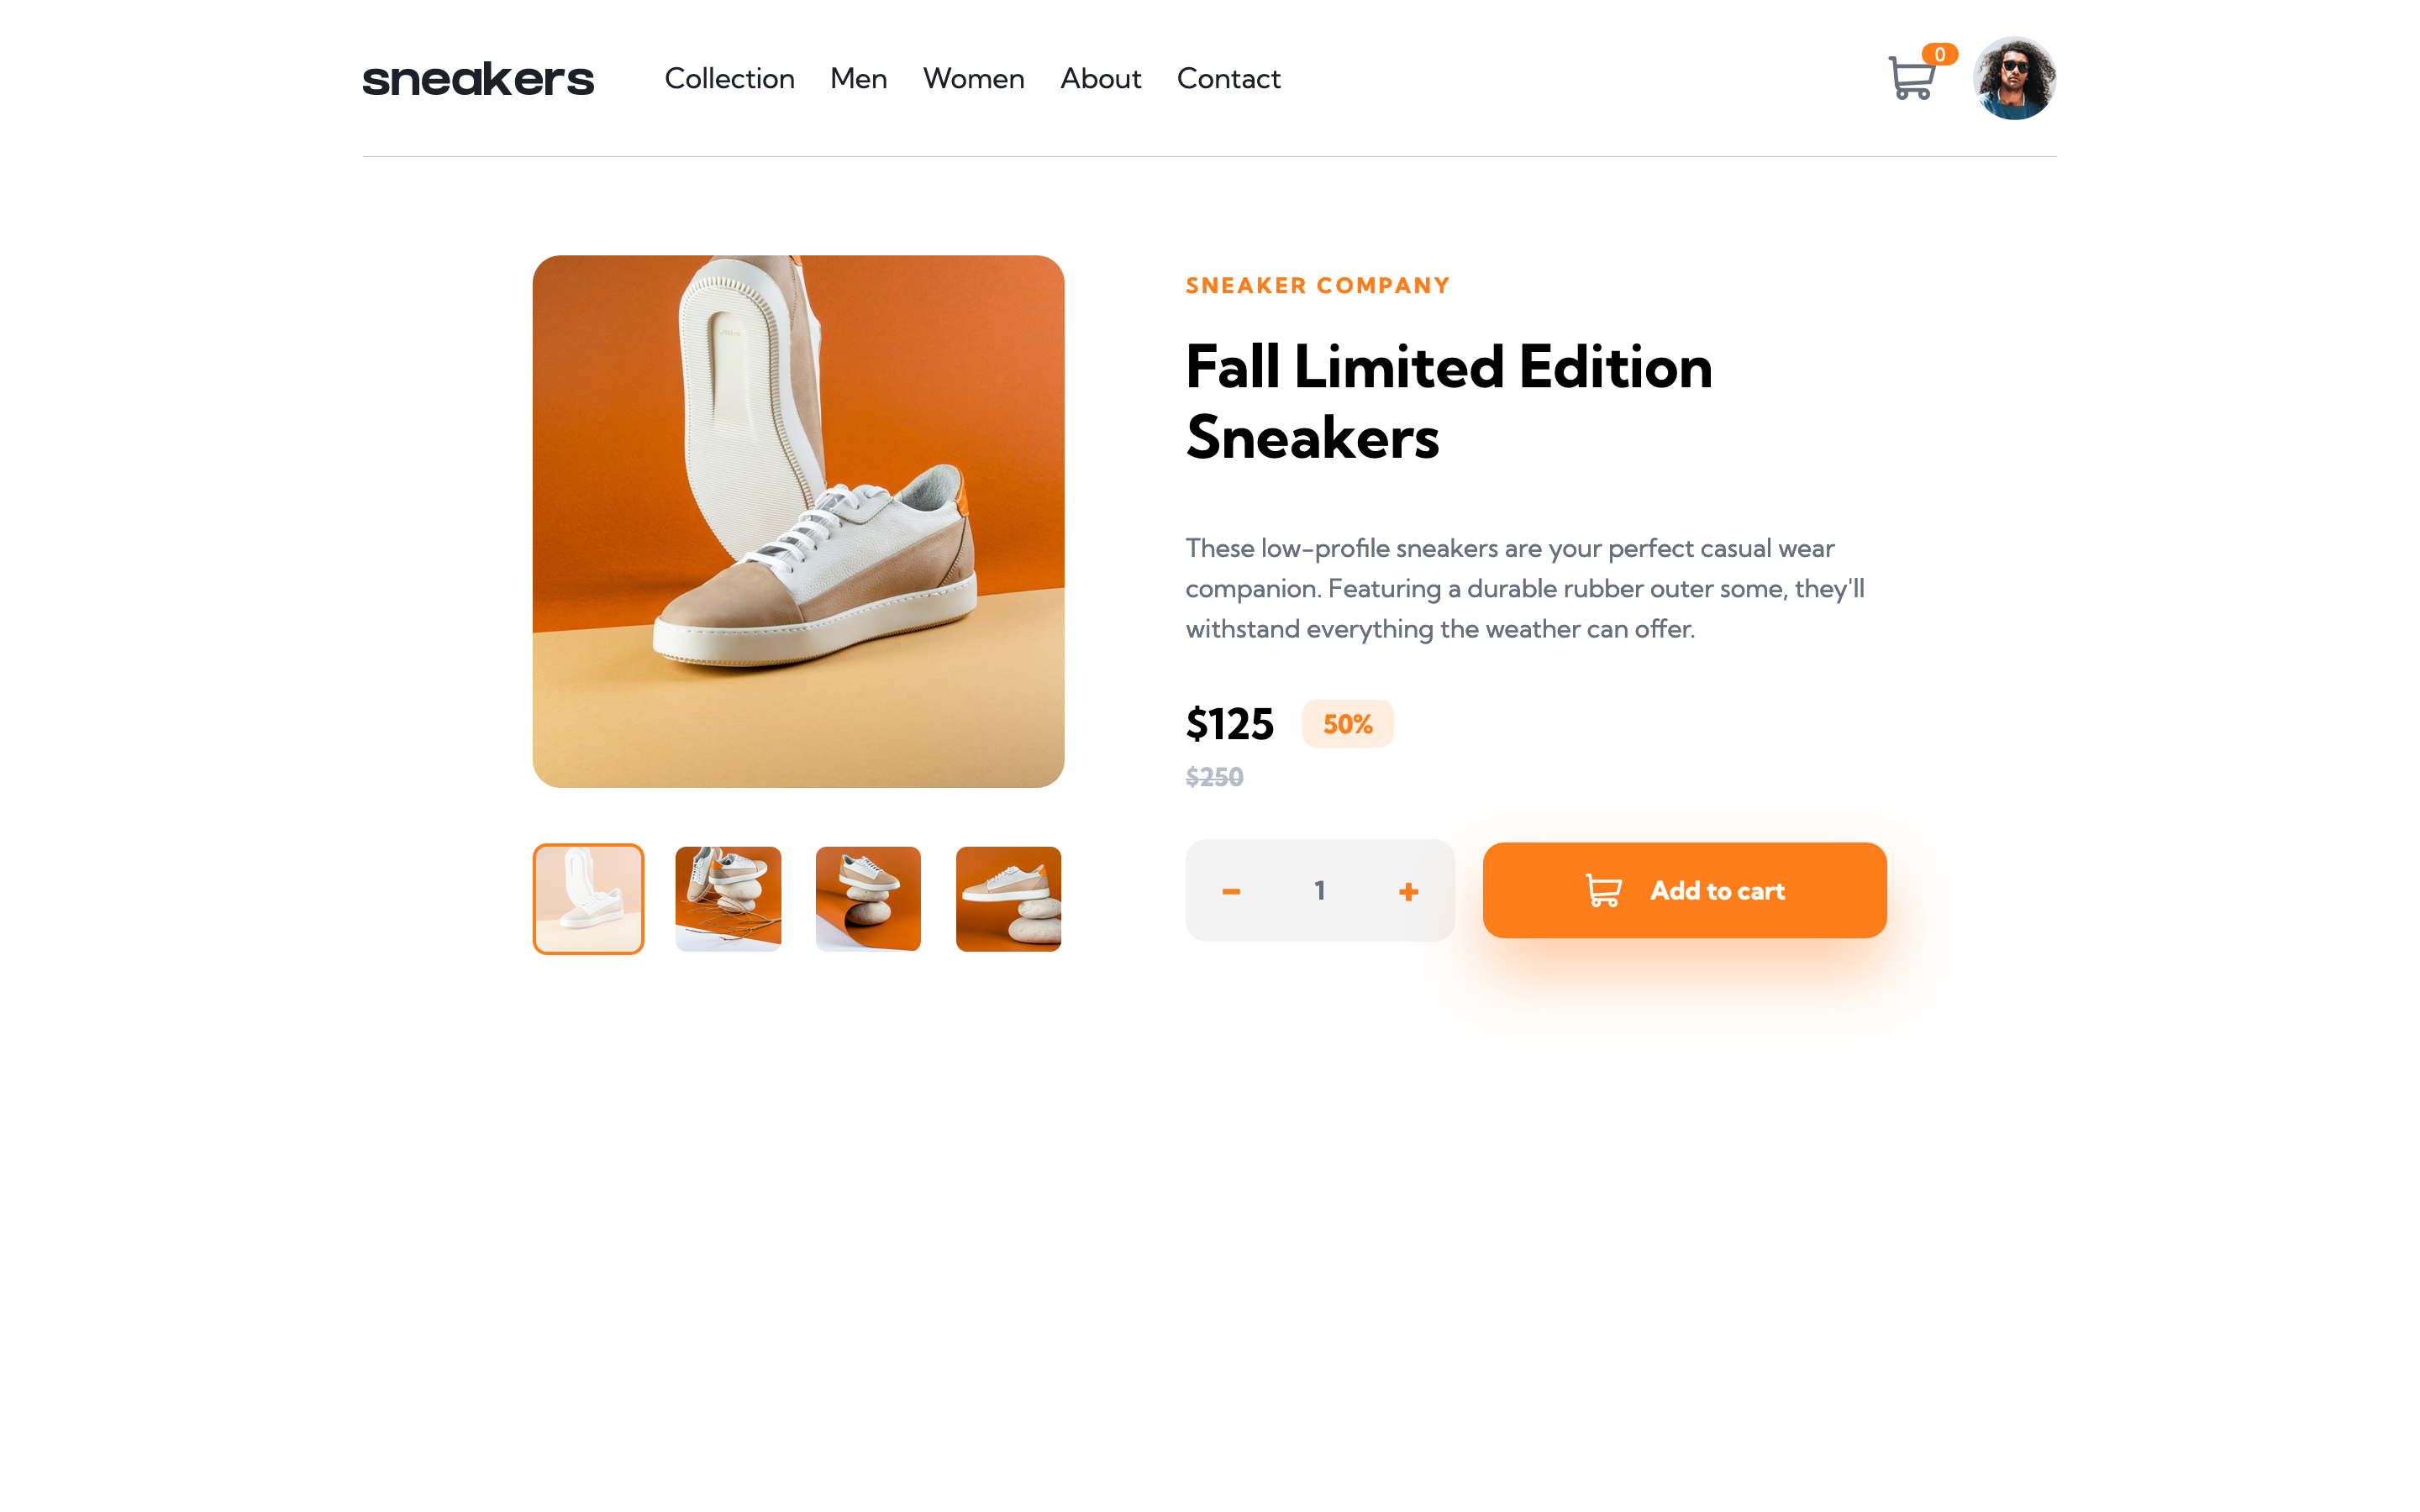 sneakers
Collection Men Women About Contact
0
SNEAKER COMPANY
Fall Limited Edition
Sneakers
These low-profile sneakers are your perfect casual wear
companion. Featuring a durable rubber outer some, they'll
withstand everything the weather can offer.
$125 50%
$250
1
Add to cart